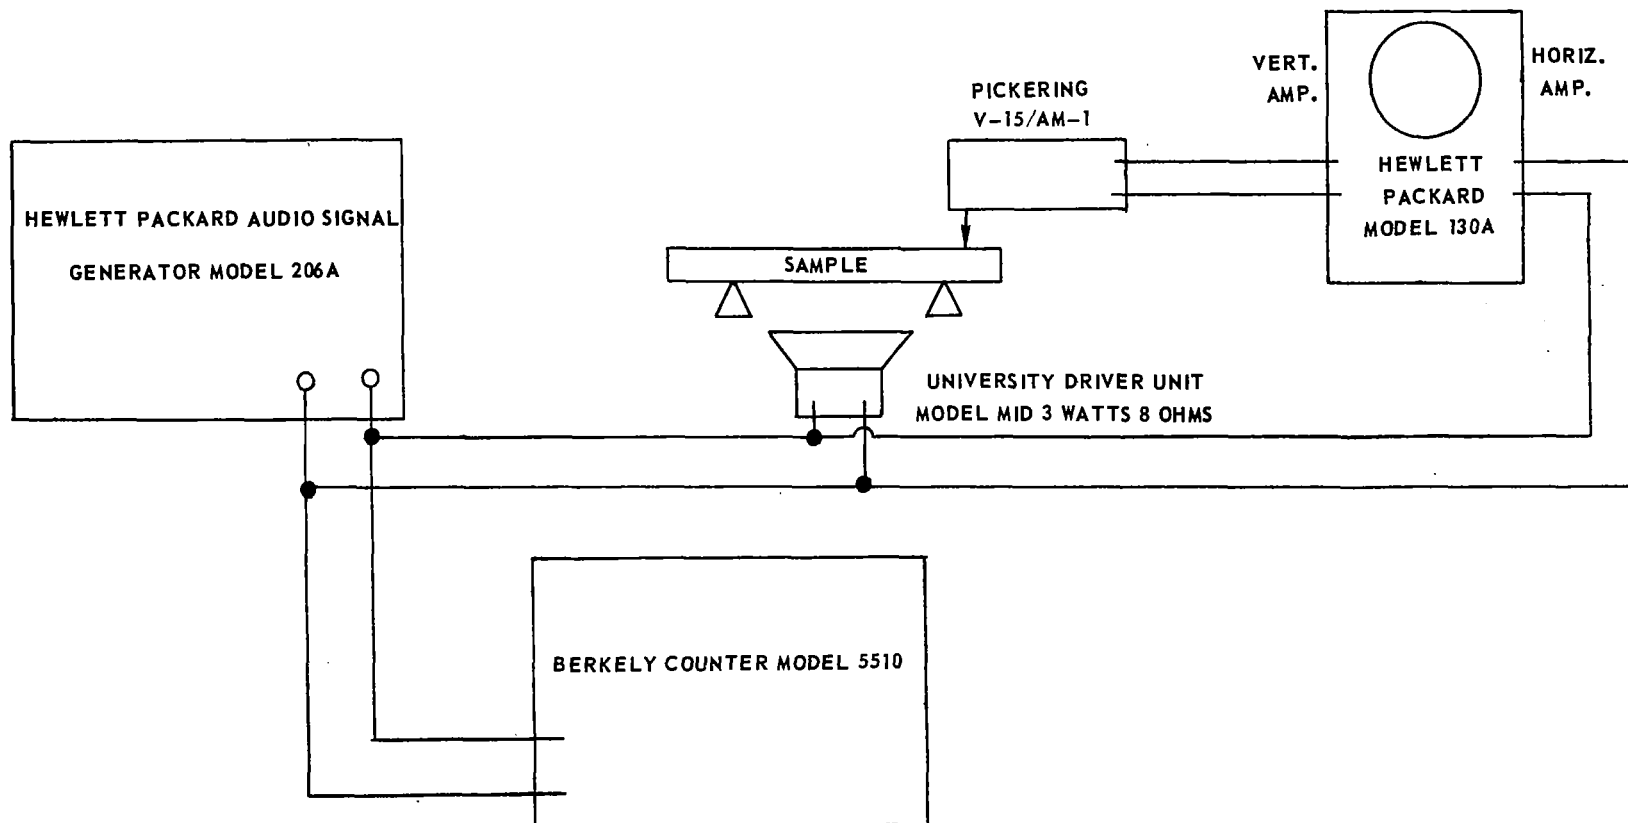 VERT.
AMP.
HORIZ.
AMP.
PICKERING
V-15/AM-1
HEWLETT
PACKARD
MODEL 130A
HEWLETT PACKARD AUDIO SIGNAL
GENERATOR MODEL 206A
SAMPLE
UNIVERSITY DRIVER UNIT
MODEL MID 3 WATTS 8 OHMS
BERKELY COUNTER MODEL 5510